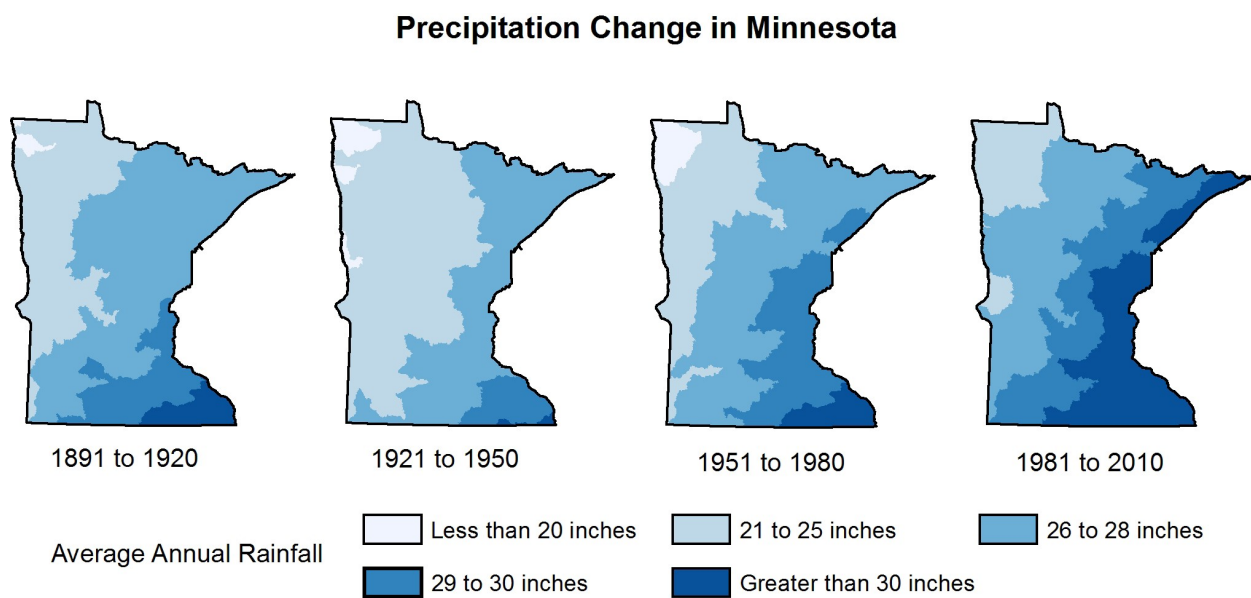 Precipitation Change in Minnesota
1891 to 1920
1921 to 1950
1951 to 1980
1981 to 2010
Average Annual Rainfall
Less than 20 inches
21 to 25 inches
26 to 28 inches
29 to 30 inches
Greater than 30 inches